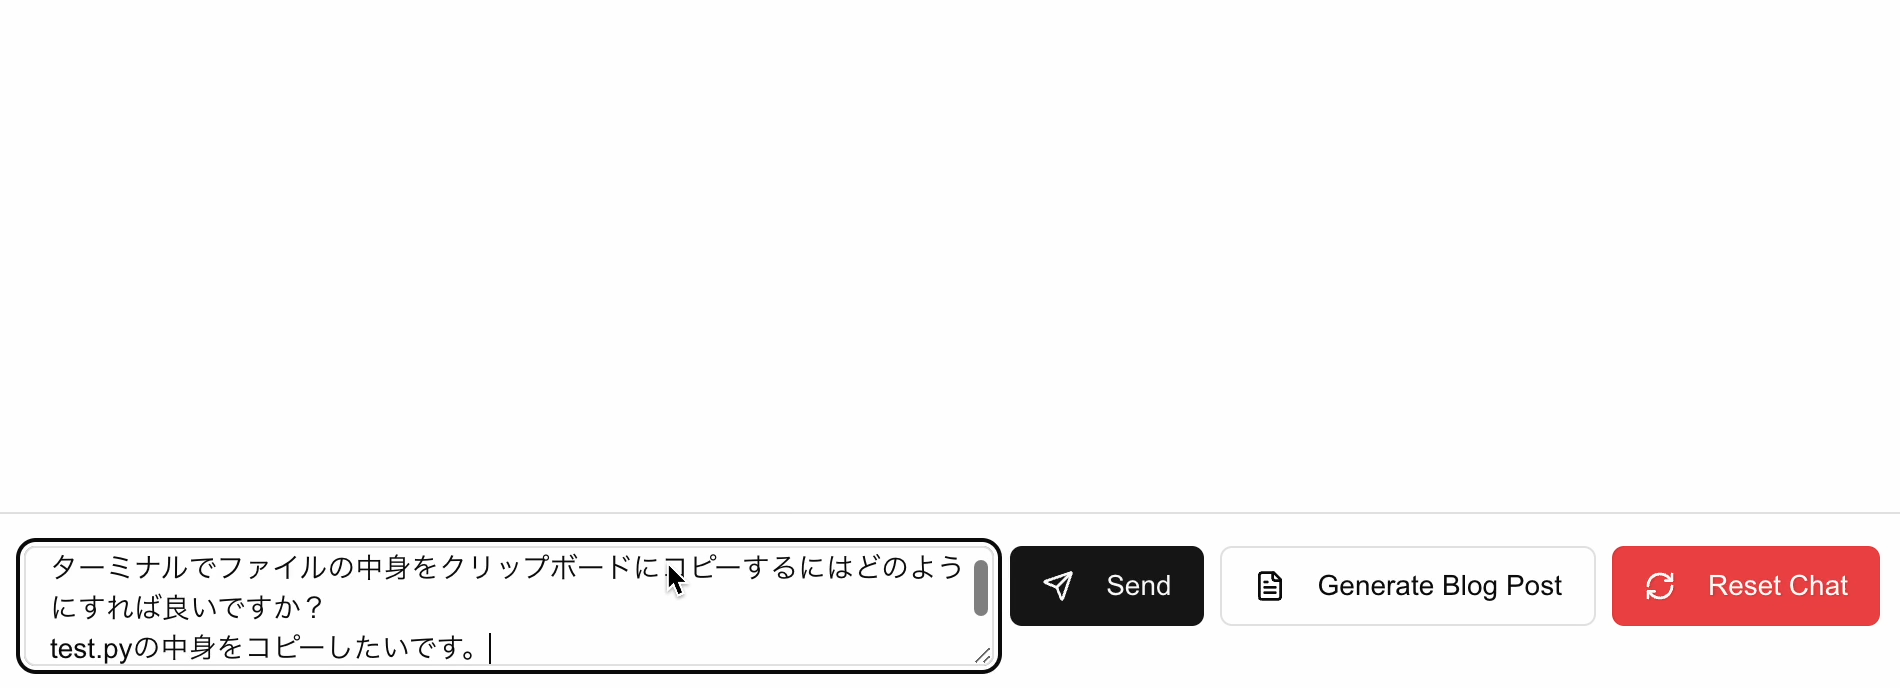 ターミナルでファイルの中身をクリップボードにコピーするにはどのよう
にすれば良いですか？
test.pyの中身をコピーしたいです。
Send
Generate Blog Post
Reset Chat